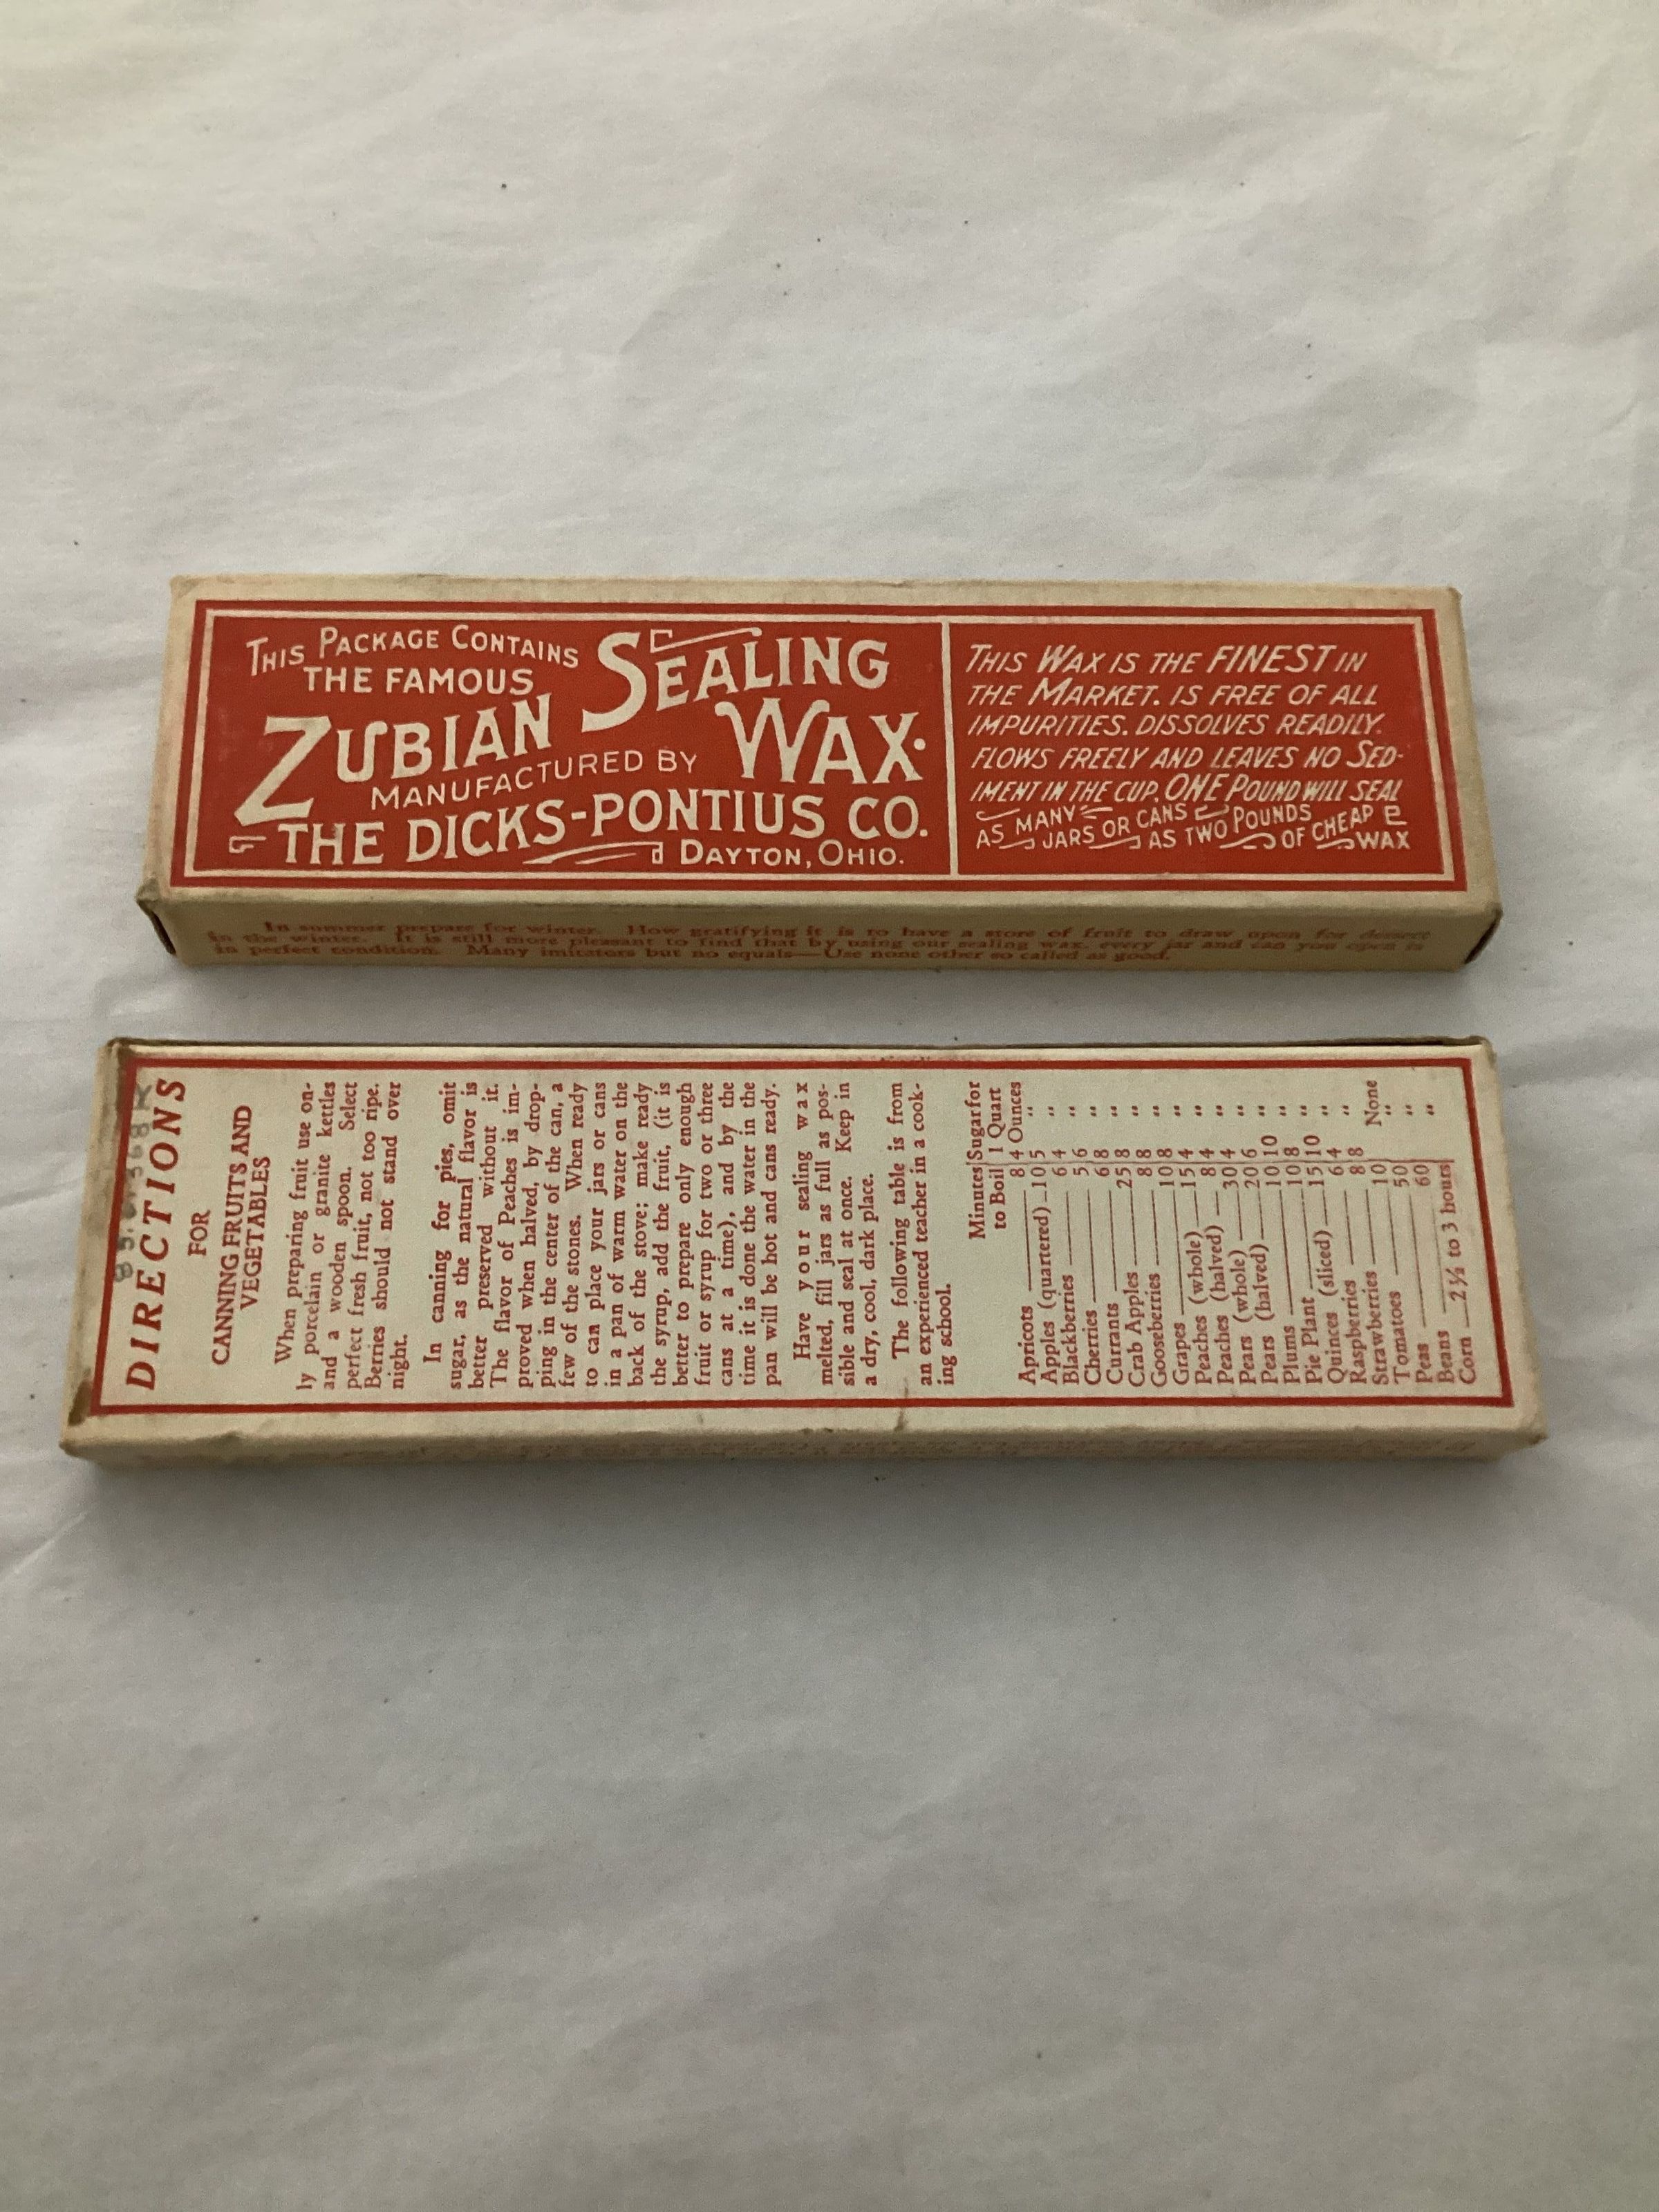 THIS PACKAGE CONTAINS
THE FAMOUS
ZUBIAN SEALING WAX.
MANUFACTURED BY
THE DICKS-PONTIUS CO.
DAYTON, OHIO.
THIS WAX IS THE FINEST IN
THE MARKET. IS FREE OF ALL
IMPURITIES. DISSOLVES READILY.
FLOWS FREELY AND LEAVES NO SED-
IMENT IN THE CUP. ONE POUND WILL SEAL
AS MANY JARS OR CANS AS TWO POUNDS OF CHEAP WAX
In summer prepare for winter. How gratifying it is to have a store of fruit to draw upon for dessert
in the winter. It is still more pleasant to find that by using our sealing wax, every jar and can you open is
in perfect condition. Many imitators but no equals—Use none other so called as good.
DIRECTIONS
FOR
CANNING FRUITS AND
VEGETABLES
When preparing fruit use on-
ly porcelain or granite kettles
and a wooden spoon. Select
perfect fresh fruit, not too ripe.
Berries should not stand over
night.
In canning for pies, omit
sugar, as the natural flavor is
better preserved without it.
The flavor of Peaches is im-
proved when halved, by drop-
ping in the center of the can, a
few of the stones. When ready
to can place your jars or cans
in a pan of warm water on the
back of the stove; make ready
the syrup, add the fruit, (it is
better to prepare only enough
fruit or syrup for two or three
cans at a time), and by the
time it is done the water in the
pan will be hot and cans ready.
Have your sealing wax
melted, fill jars as full as pos-
sible and seal at once. Keep in
a dry, cool, dark place.
The following table is from
an experienced teacher in a cook-
ing school.
Minutes Sugar for
to Boil 1 Quart
Apricots 8 4 Ounces
Apples (quartered) 10 5 "
Blackberries 6 4 "
Cherries 5 6 "
Currants 6 8 "
Crab Apples 25 8 "
Gooseberries 8 8 "
Grapes 10 8 "
Peaches (whole) 15 4 "
Peaches (halved) 8 4 "
Pears (whole) 30 4 "
Pears (halved) 20 6 "
Plums 10 10 "
Pie Plant 10 8 "
Quinces (sliced) 15 10 "
Raspberries 6 4 "
Strawberries 8 8 "
Tomatoes 10 None
Peas 50 "
Beans 60 "
Corn 2½ to 3 hours "